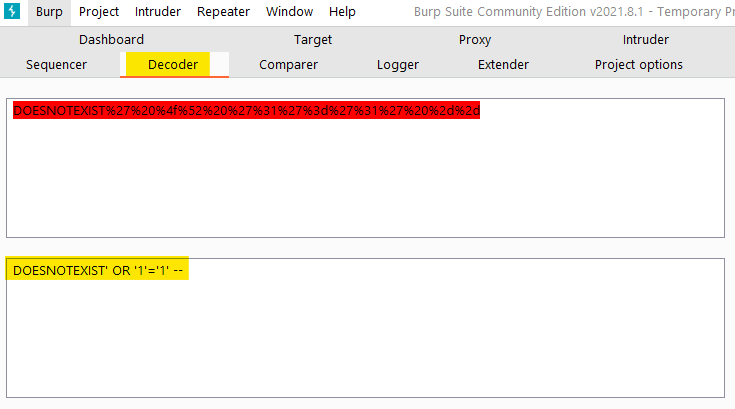 Burp Project Intruder Repeater Window Help Burp Suite Community Edition v2021.8.1 - Temporary Pr
Dashboard Target Proxy Intruder
Sequencer Decoder Comparer Logger Extender Project options
DOESNOTEXIST%27%20%4f%52%20%27%31%27%3d%27%31%27%20%2d%2d
DOESNOTEXIST' OR '1'='1' --